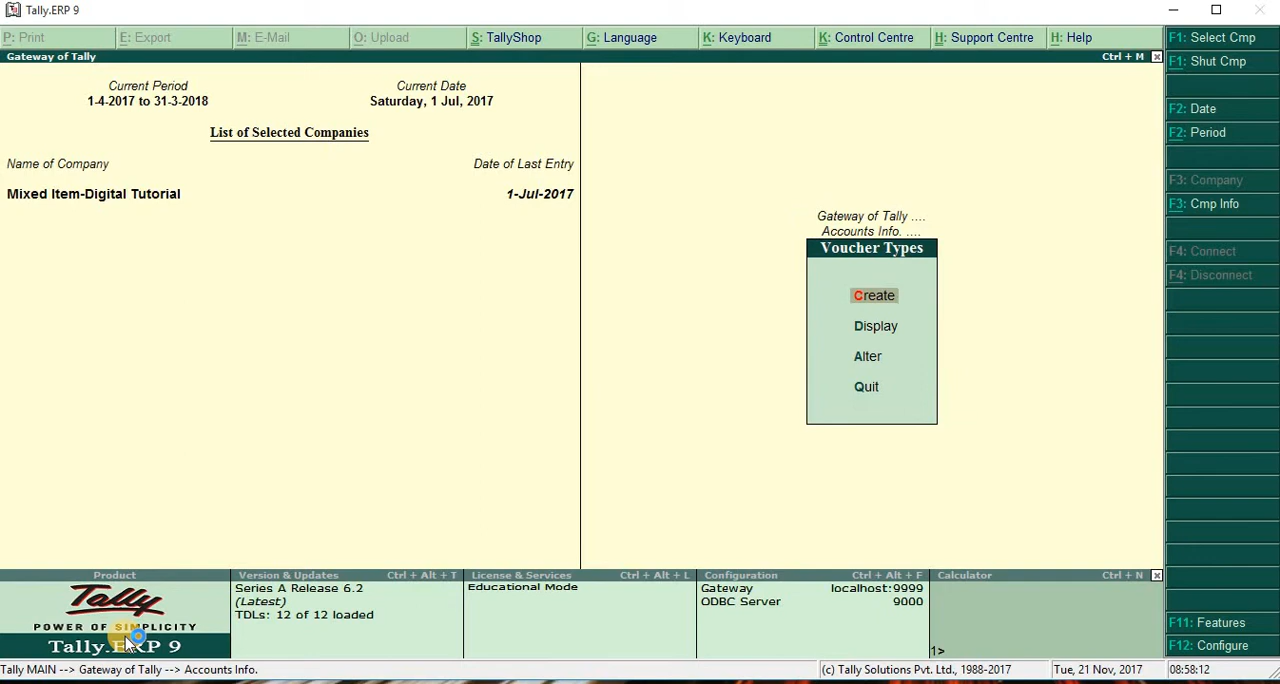 Tally.ERP 9
P: Print
E: Export
M: E-Mail
O: Upload
S: TallyShop
G: Language
K: Keyboard
K: Control Centre
H: Support Centre
H: Help
Gateway of Tally
Ctrl + M
Current Period
1-4-2017 to 31-3-2018
Current Date
Saturday, 1 Jul, 2017
List of Selected Companies
Name of Company
Date of Last Entry
Mixed Item-Digital Tutorial
1-Jul-2017
Gateway of Tally ....
Accounts Info. ....
Voucher Types
Create
Display
Alter
Quit
F1: Select Cmp
F1: Shut Cmp
F2: Date
F2: Period
F3: Company
F3: Cmp Info
F4: Connect
F4: Disconnect
F11: Features
F12: Configure
Product
Tally
POWER OF SIMPLICITY
Tally.ERP 9
Version & Updates Ctrl + Alt + T
Series A Release 6.2
(Latest)
TDLs: 12 of 12 loaded
License & Services Ctrl + Alt + L
Educational Mode
Configuration Ctrl + Alt + F
Gateway localhost:9999
ODBC Server 9000
Calculator Ctrl + N
1>
Tally MAIN --> Gateway of Tally --> Accounts Info.
(c) Tally Solutions Pvt. Ltd., 1988-2017
Tue, 21 Nov, 2017
08:58:12